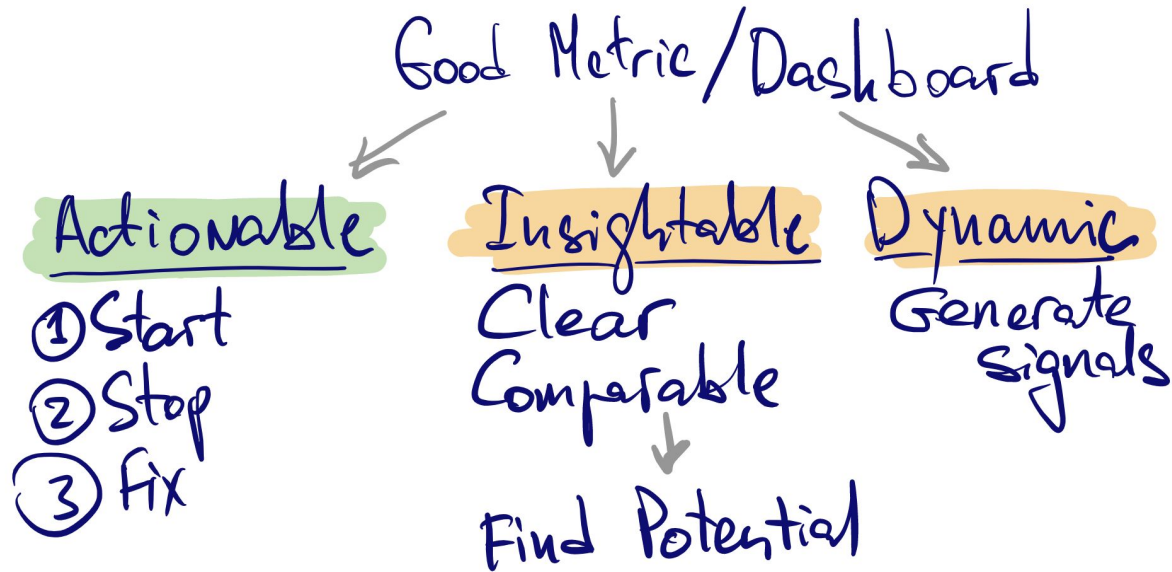 Good Metric/Dashboard
Actionable
① Start
② Stop
③ Fix
Insightable
Clear
Comparable
Find Potential
Dynamic
Generate
signals